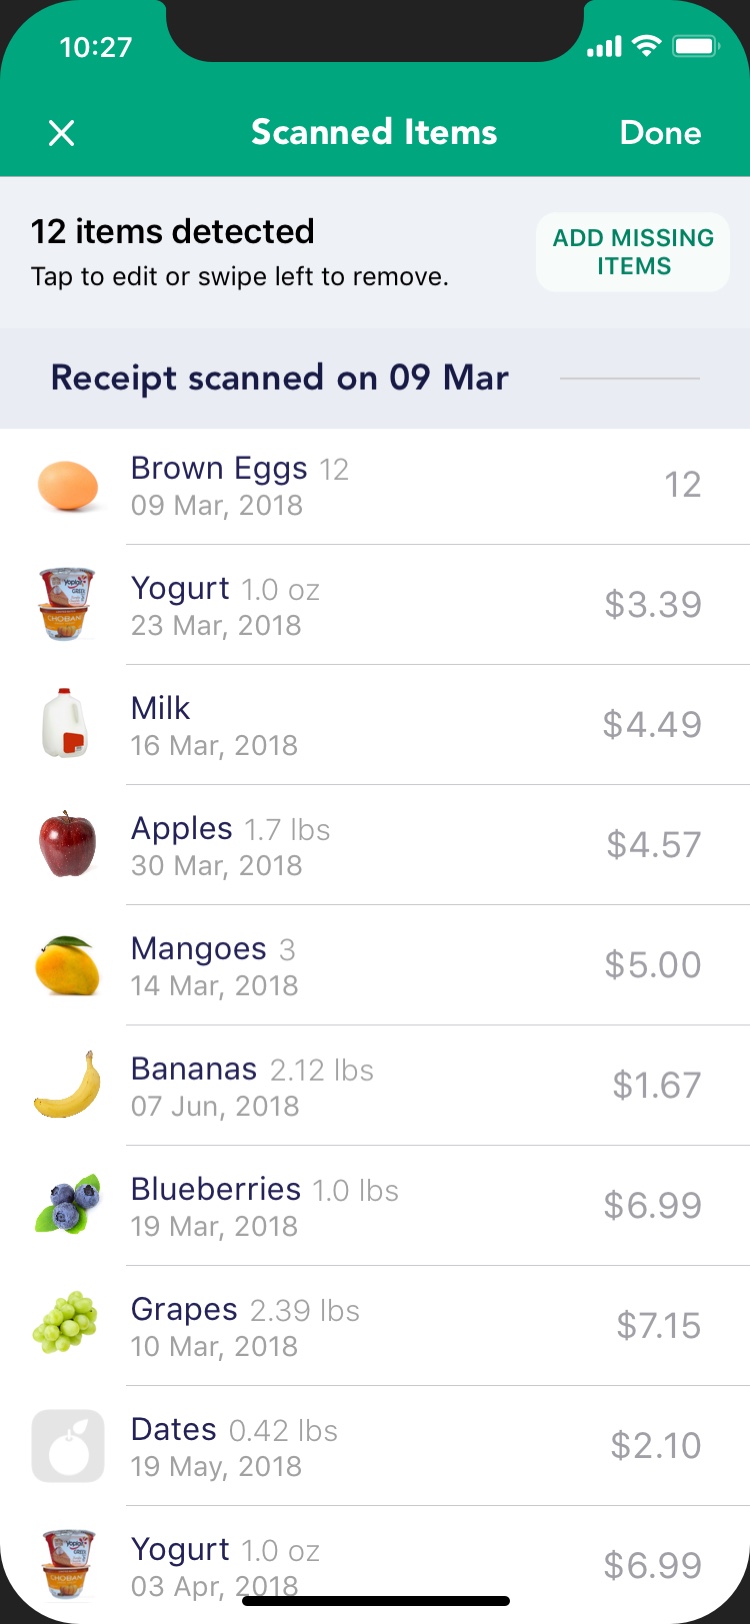 10:27
Scanned Items
Done
12 items detected
Tap to edit or swipe left to remove.
ADD MISSING
ITEMS
Receipt scanned on 09 Mar
Brown Eggs 12
09 Mar, 2018
12
Yogurt 1.0 oz
23 Mar, 2018
$3.39
Milk
16 Mar, 2018
$4.49
Apples 1.7 lbs
30 Mar, 2018
$4.57
Mangoes 3
14 Mar, 2018
$5.00
Bananas 2.12 lbs
07 Jun, 2018
$1.67
Blueberries 1.0 lbs
19 Mar, 2018
$6.99
Grapes 2.39 lbs
10 Mar, 2018
$7.15
Dates 0.42 lbs
19 May, 2018
$2.10
Yogurt 1.0 oz
03 Apr, 2018
$6.99